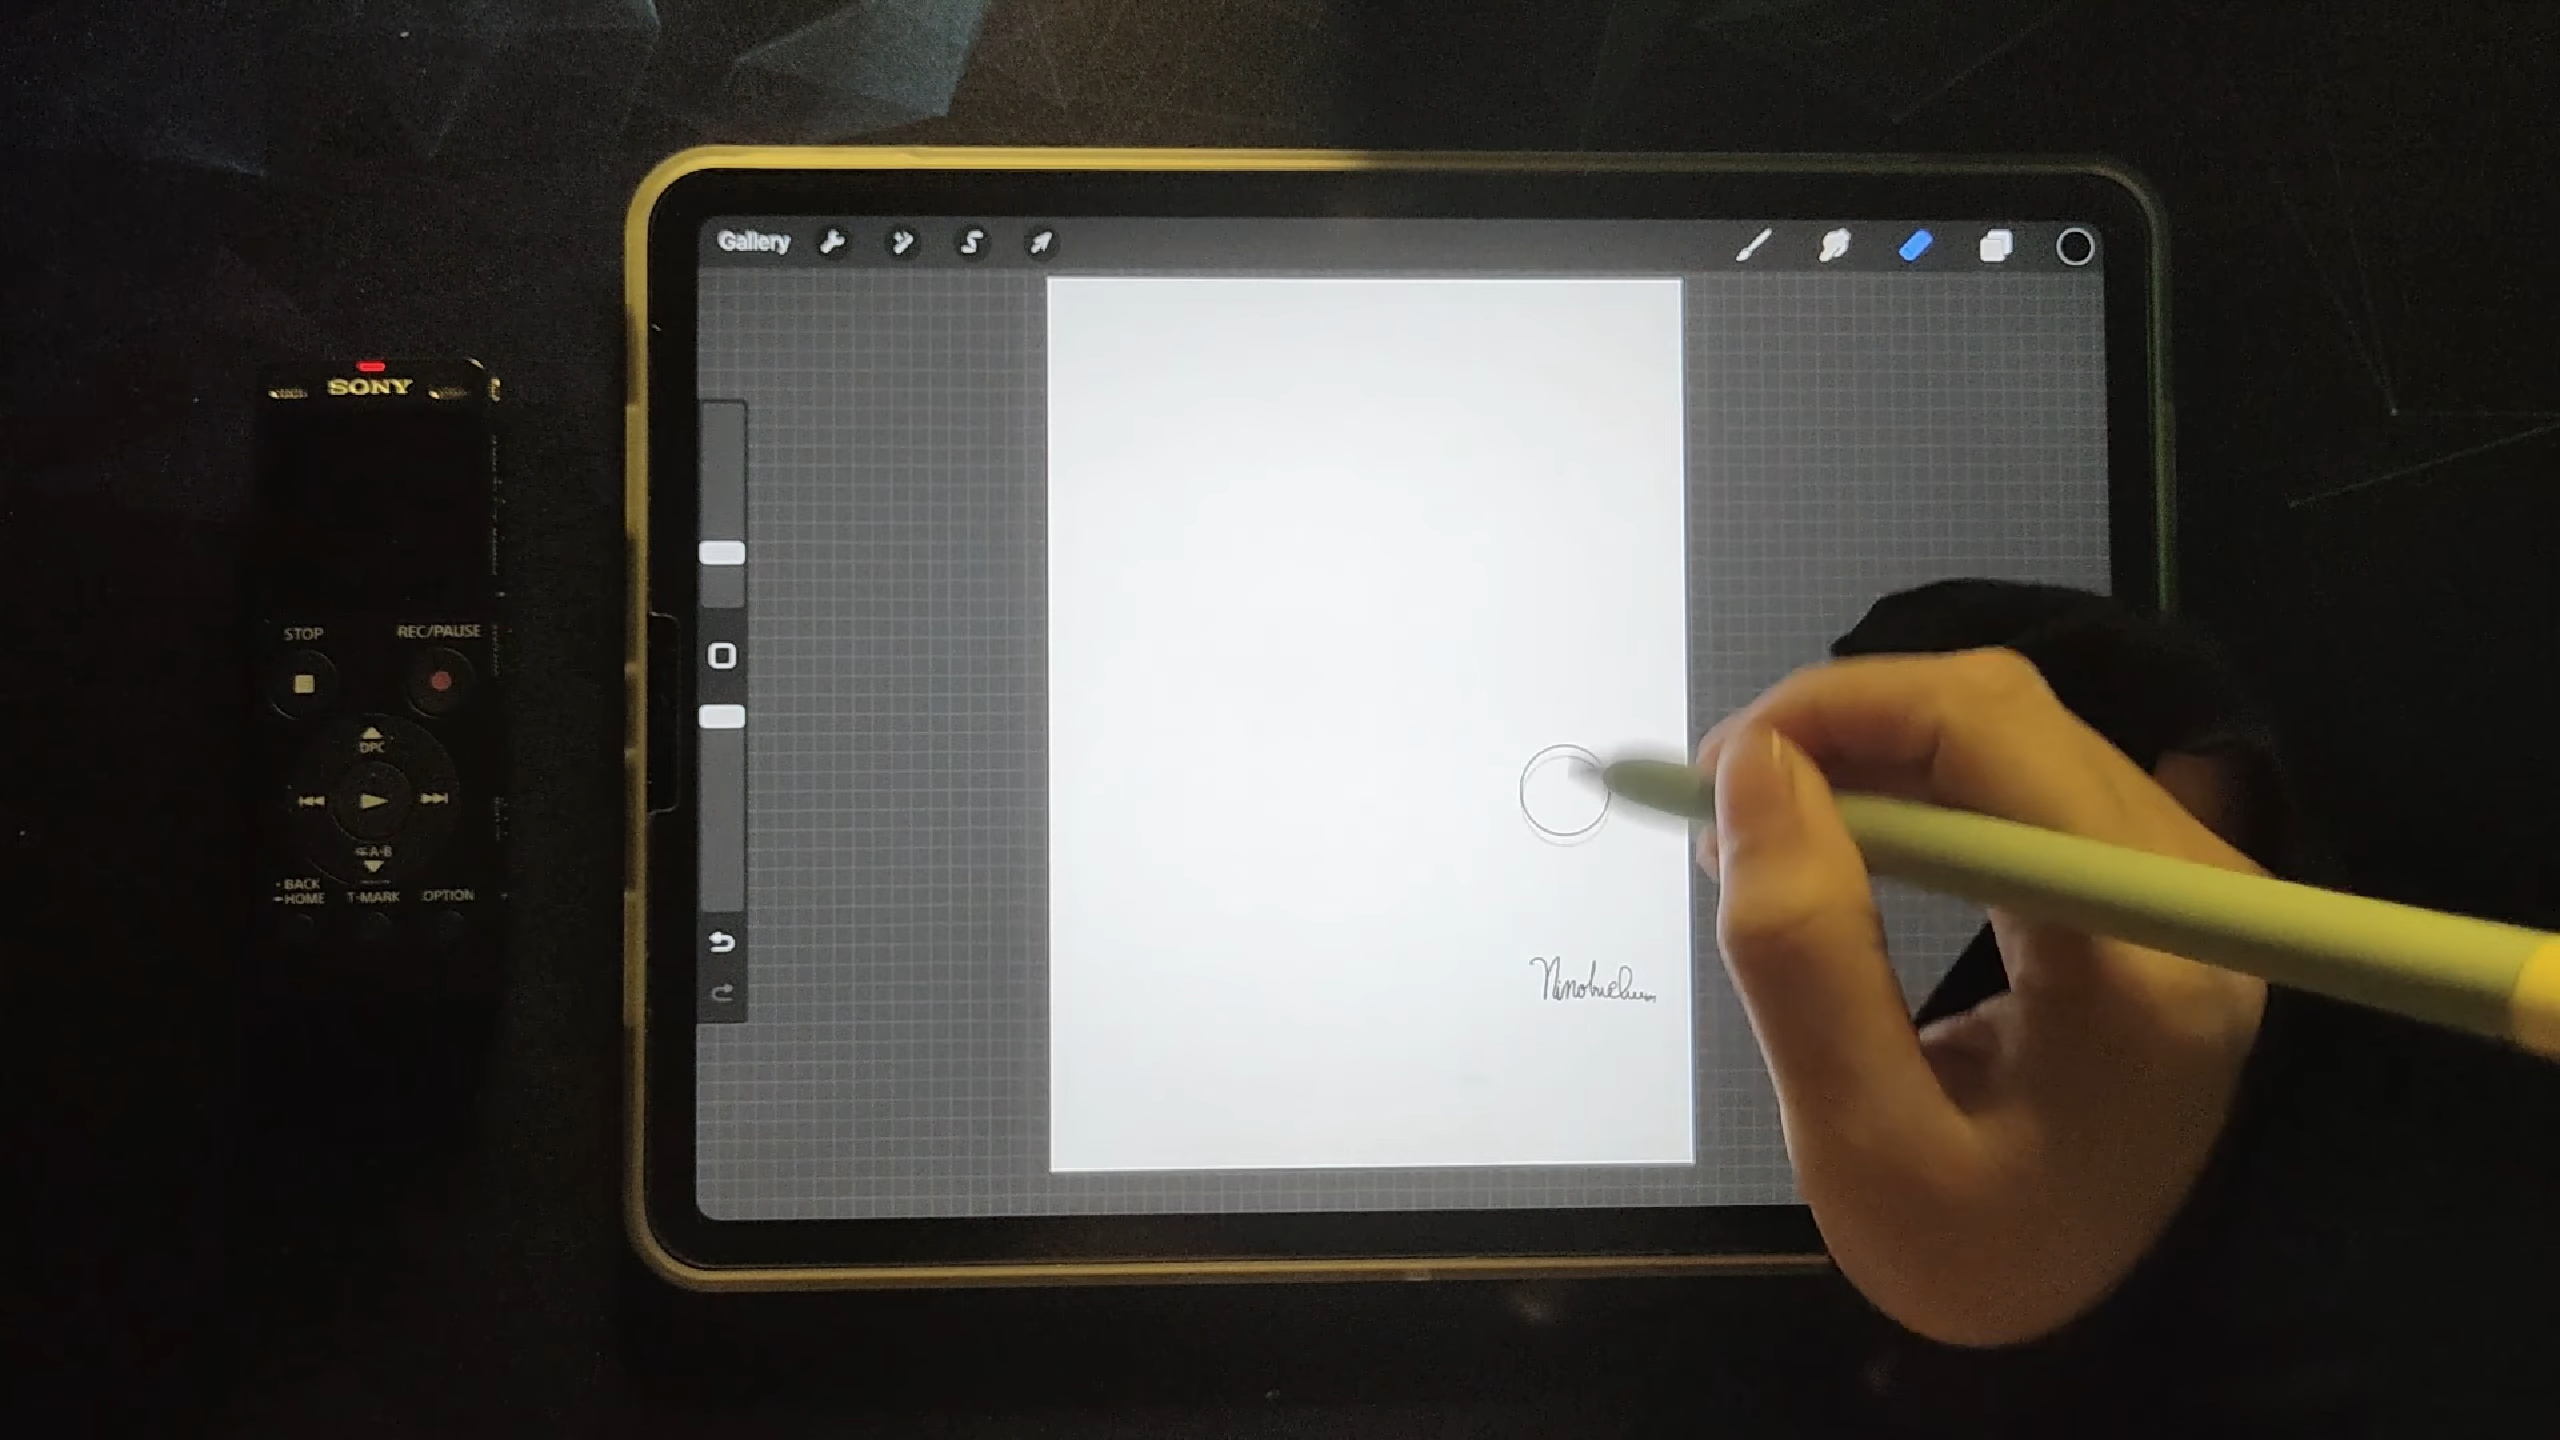 Gallery
SONY
STOP REC/PAUSE
DPC
A-B
BACK
HOME T-MARK OPTION